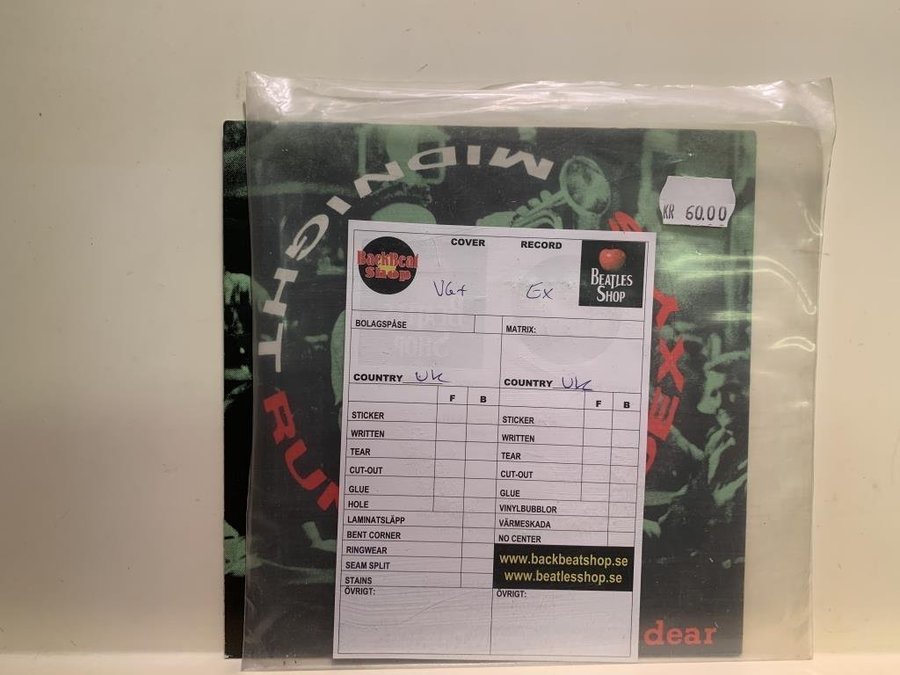 MIDNIGHT
KR 60.00
BackBeat
Shop
COVER
RECORD
BEATLES
SHOP
VG+
EX
BOLAGSPÅSE
MATRIX:
COUNTRY UK
COUNTRY UK
F B
F B
STICKER
STICKER
WRITTEN
WRITTEN
TEAR
TEAR
CUT-OUT
CUT-OUT
GLUE
GLUE
HOLE
VINYLBUBBLOR
LAMINATSLÄPP
VÄRMESKADA
BENT CORNER
NO CENTER
RINGWEAR
www.backbeatshop.se
SEAM SPLIT
www.beatlesshop.se
STAINS
ÖVRIGT:
ÖVRIGT:
dear